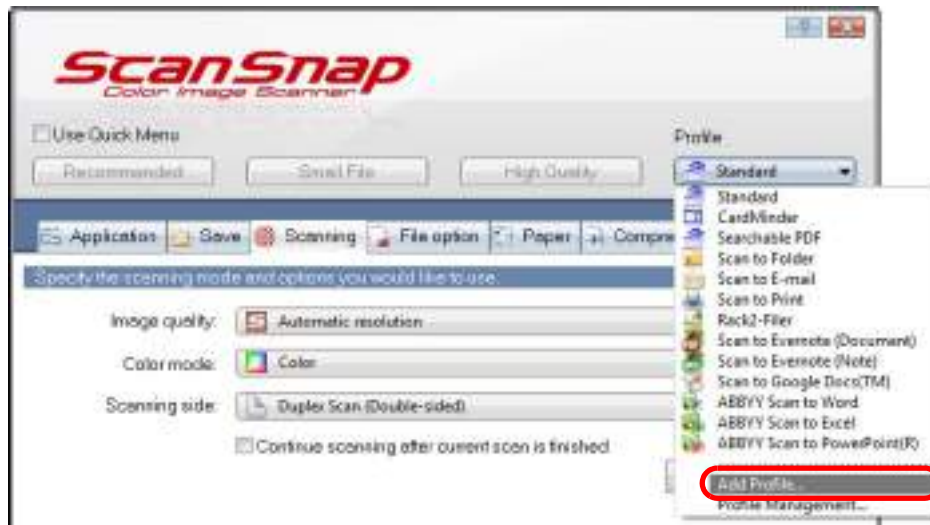 ScanSnap
Color Image Scanner
Use Quick Menu
Profile
Recommended
Small File
High Quality
Standard
Application
Save
Scanning
File option
Paper
Compre
Specify the scanning mode and options you would like to use.
Image quality:
Automatic resolution
Color mode:
Color
Scanning side:
Duplex Scan (Double-sided)
Continue scanning after current scan is finished
Standard
CardMinder
Searchable PDF
Scan to Folder
Scan to E-mail
Scan to Print
Rack2-Filer
Scan to Evernote (Document)
Scan to Evernote (Note)
Scan to Google Docs(TM)
ABBYY Scan to Word
ABBYY Scan to Excel
ABBYY Scan to PowerPoint(R)
Add Profile...
Profile Management...